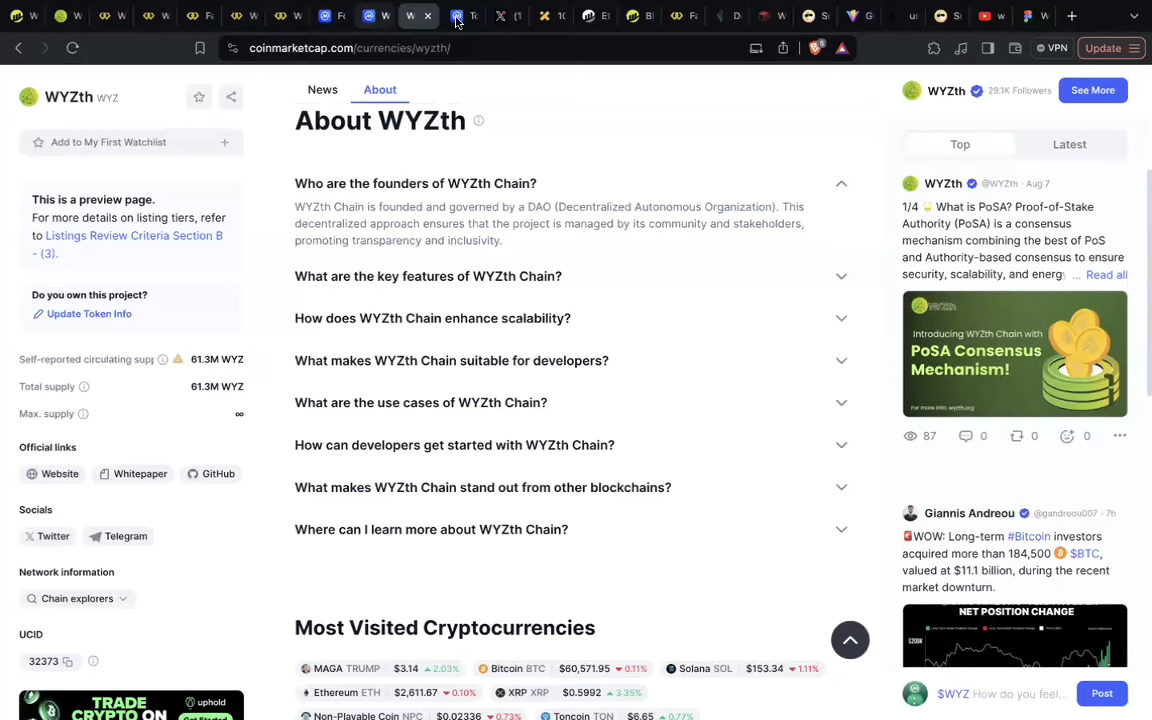 coinmarketcap.com/currencies/wyzth/
VPN
Update
WYZth WYZ
News
About
WYZth
29.1K Followers
See More
Add to My First Watchlist
About WYZth
Top
Latest
This is a preview page.
For more details on listing tiers, refer
to Listings Review Criteria Section B
- (3).
Do you own this project?
Update Token Info
Self-reported circulating supp
61.3M WYZ
Total supply
61.3M WYZ
Max. supply
∞
Official links
Website
Whitepaper
GitHub
Socials
Twitter
Telegram
Network information
Chain explorers
UCID
32373
TRADE
CRYPTO ON
uphold
Who are the founders of WYZth Chain?
WYZth Chain is founded and governed by a DAO (Decentralized Autonomous Organization). This
decentralized approach ensures that the project is managed by its community and stakeholders,
promoting transparency and inclusivity.
What are the key features of WYZth Chain?
How does WYZth Chain enhance scalability?
What makes WYZth Chain suitable for developers?
What are the use cases of WYZth Chain?
How can developers get started with WYZth Chain?
What makes WYZth Chain stand out from other blockchains?
Where can I learn more about WYZth Chain?
Most Visited Cryptocurrencies
MAGA TRUMP $3.14 ▲ 2.03%
Bitcoin BTC $60,571.95 ▼ 0.11%
Solana SOL $153.34 ▼ 1.11%
Ethereum ETH $2,611.67 ▼ 0.10%
XRP XRP $0.5992 ▲ 3.35%
Non-Playable Coin NPC $0.02336 ▼ 0.73%
Toncoin TON $6.65 ▲ 0.77%
WYZth @WYZth · Aug 7
1/4 What is PoSA? Proof-of-Stake
Authority (PoSA) is a consensus
mechanism combining the best of PoS
and Authority-based consensus to ensure
security, scalability, and energ ... Read all
WYZth
Introducing WYZth Chain with
PoSA Consensus
Mechanism!
For more info: wyzth.org
87
0
0
0
Giannis Andreou @gandreou007 · 7h
WOW: Long-term #Bitcoin investors
acquired more than 184,500 $BTC,
valued at $11.1 billion, during the recent
market downturn.
NET POSITION CHANGE
$WYZ How do you feel...
Post